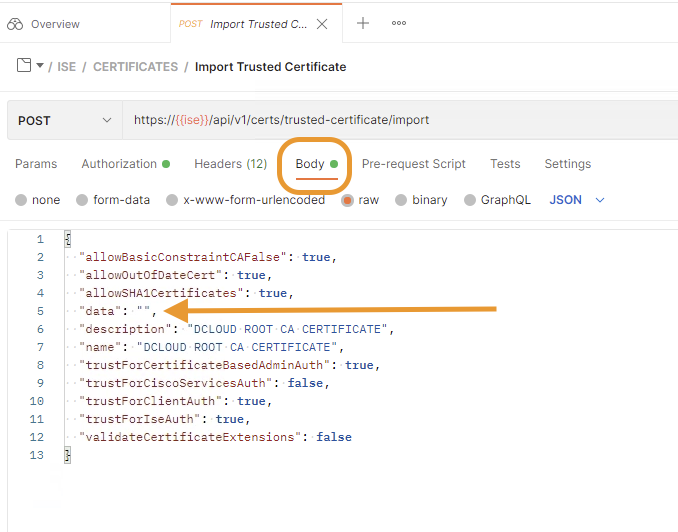 Overview
POST Import Trusted C...
/ ISE / CERTIFICATES / Import Trusted Certificate
POST https://{{ise}}/api/v1/certs/trusted-certificate/import
Params Authorization Headers (12) Body Pre-request Script Tests Settings
none form-data x-www-form-urlencoded raw binary GraphQL JSON
1 {
2 "allowBasicConstraintCAFalse": true,
3 "allowOutOfDateCert": true,
4 "allowSHA1Certificates": true,
5 "data": "",
6 "description": "DCLOUD ROOT CA CERTIFICATE",
7 "name": "DCLOUD ROOT CA CERTIFICATE",
8 "trustForCertificateBasedAdminAuth": true,
9 "trustForCiscoServicesAuth": false,
10 "trustForClientAuth": true,
11 "trustForIseAuth": true,
12 "validateCertificateExtensions": false
13 }